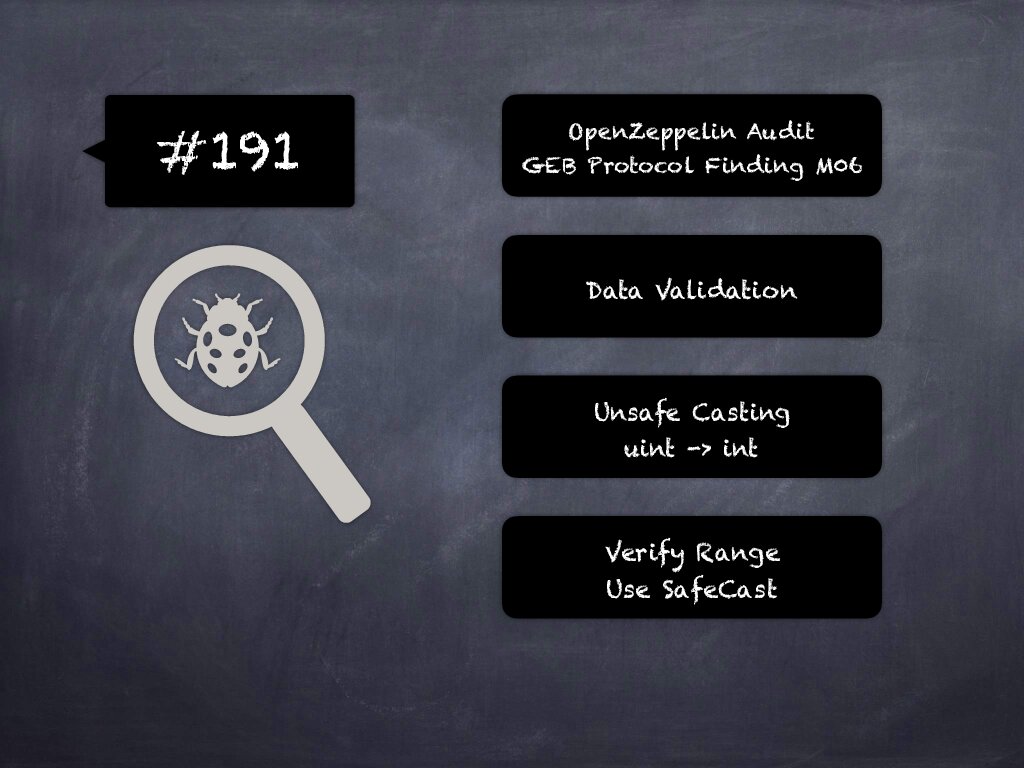 #191
OpenZeppelin Audit
GEB Protocol Finding M06
Data Validation
Unsafe Casting
uint -> int
Verify Range
Use SafeCast